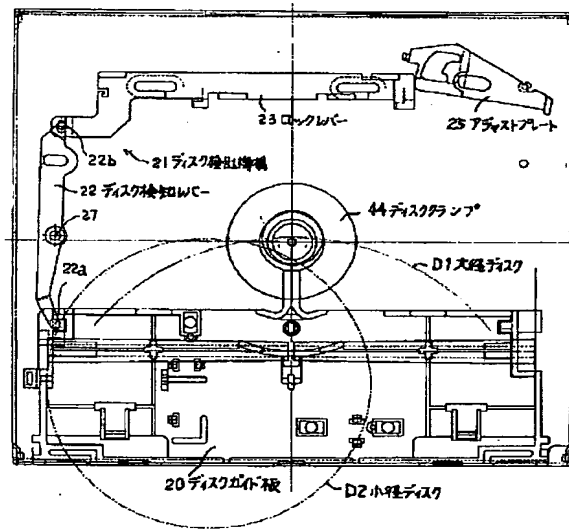 23 ロックレバー
25 アジャストプレート
22b
21 ディスク検知機構
22 ディスク検知レバー
27
44 ディスククランプ
D1 大径ディスク
22a
20 ディスクガイド板
D2 小径ディスク